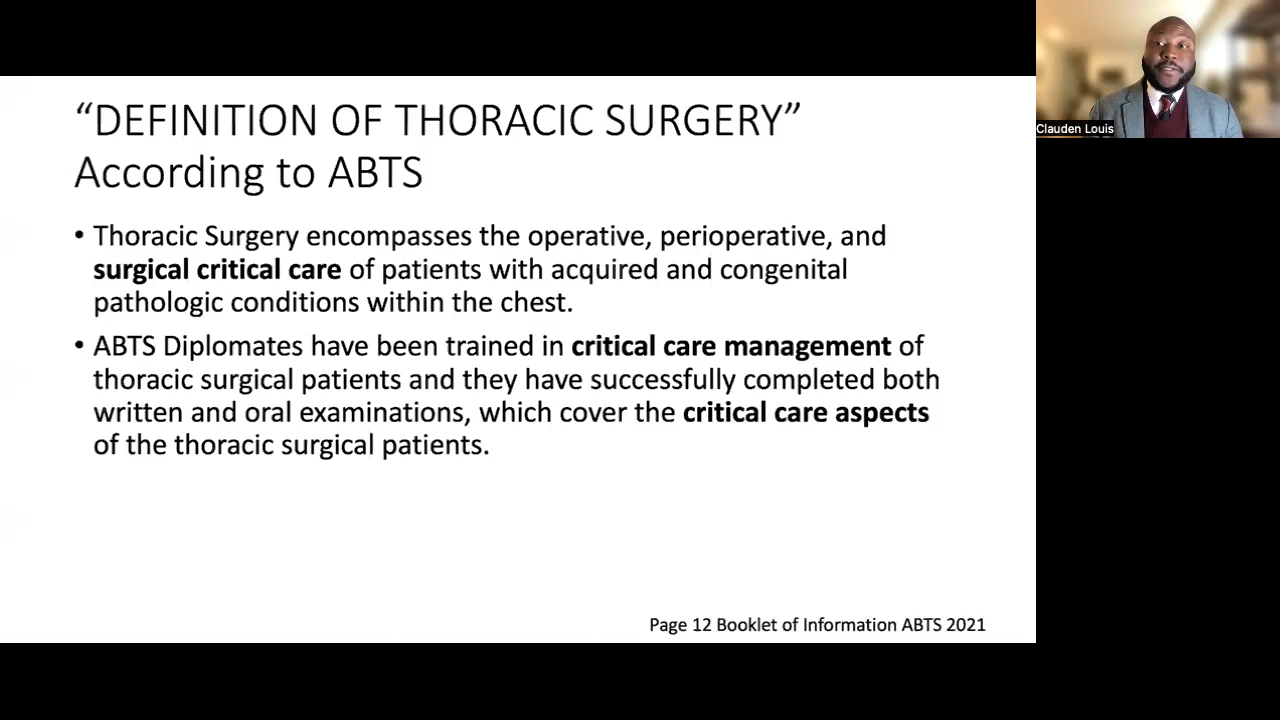 “DEFINITION OF THORACIC SURGERY”
According to ABTS
• Thoracic Surgery encompasses the operative, perioperative, and
surgical critical care of patients with acquired and congenital
pathologic conditions within the chest.
• ABTS Diplomates have been trained in critical care management of
thoracic surgical patients and they have successfully completed both
written and oral examinations, which cover the critical care aspects
of the thoracic surgical patients.
Page 12 Booklet of Information ABTS 2021
Clauden Louis